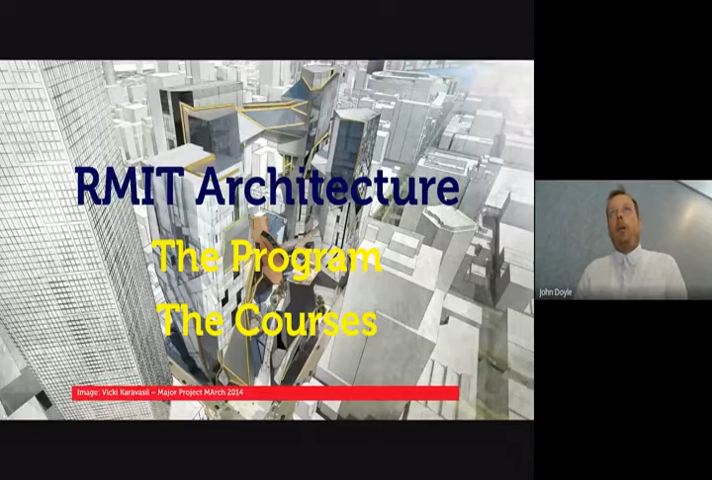 RMIT Architecture
The Program
The Courses
Image: Vicki Karavasil – Major Project MArch 2014
John Doyle